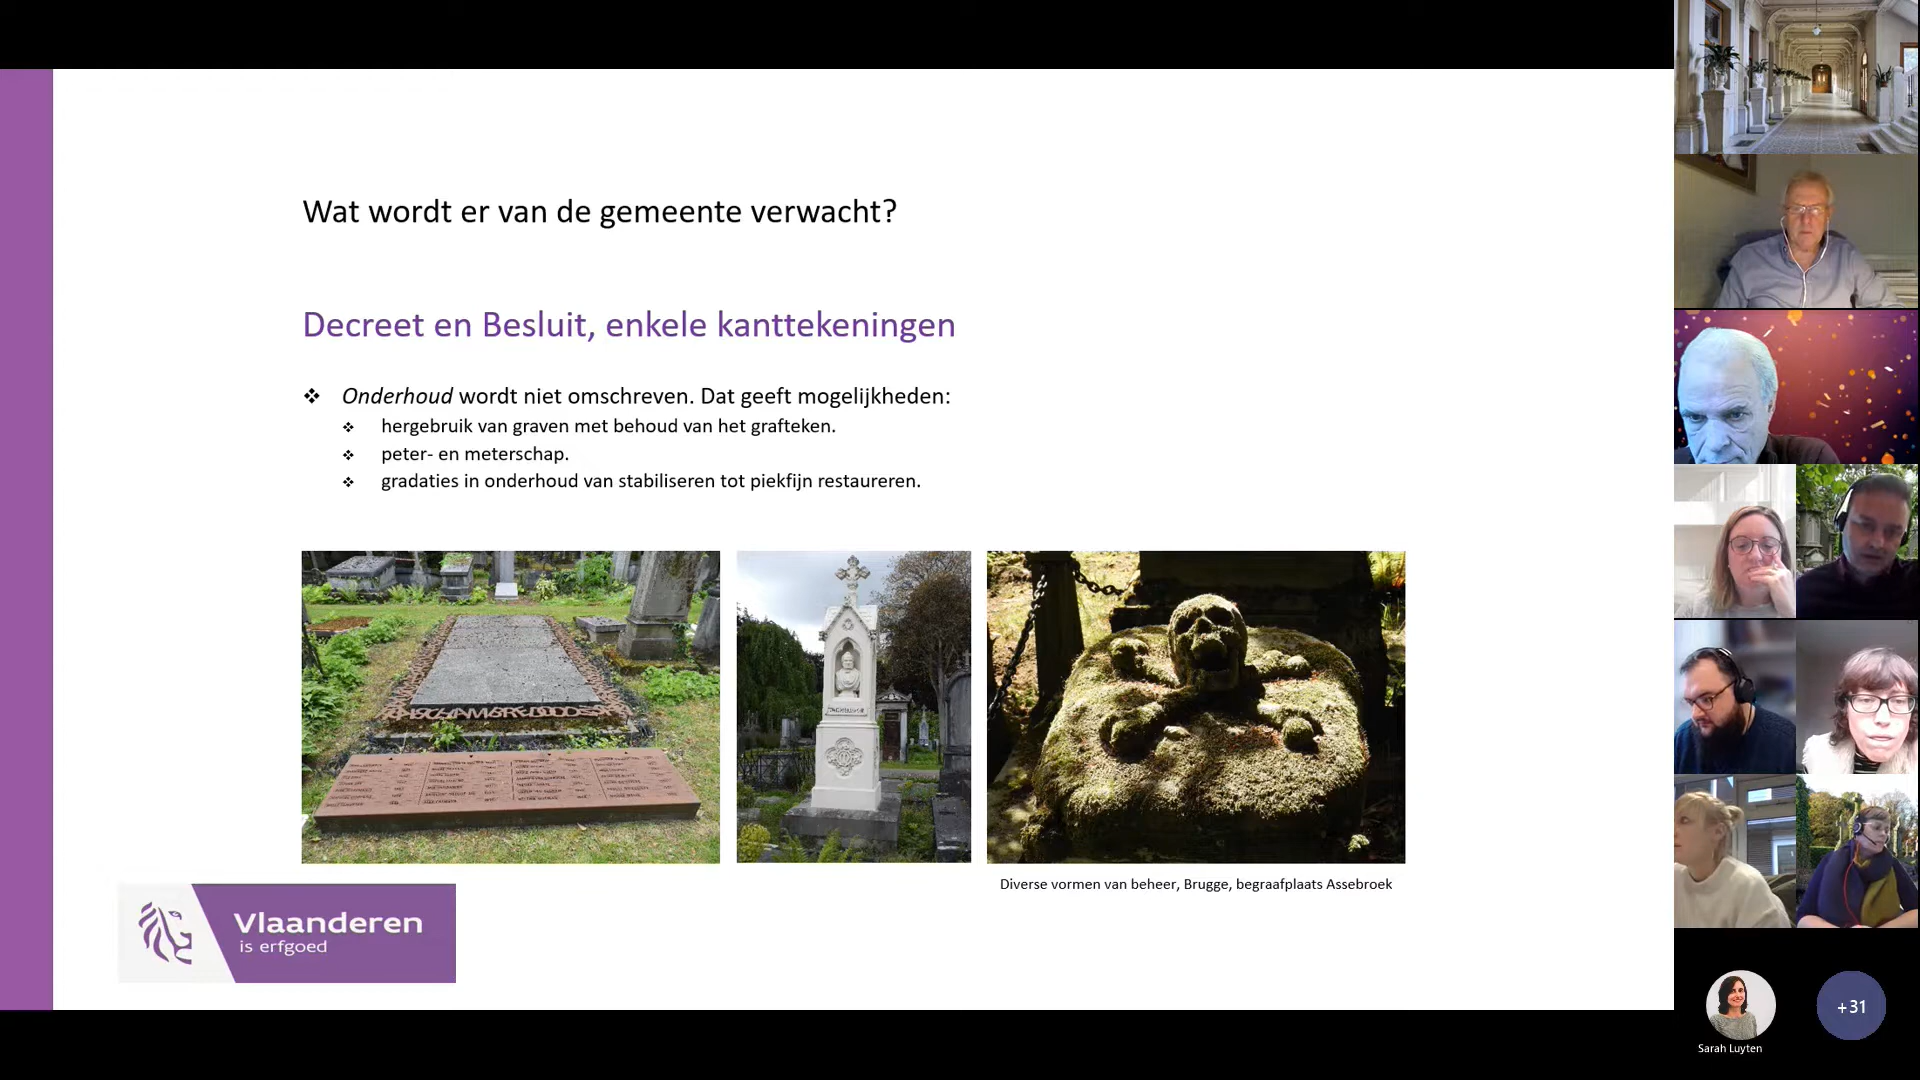 Wat wordt er van de gemeente verwacht?
Decreet en Besluit, enkele kanttekeningen
Onderhoud wordt niet omschreven. Dat geeft mogelijkheden:
hergebruik van graven met behoud van het grafteken.
peter- en meterschap.
gradaties in onderhoud van stabiliseren tot piekfijn restaureren.
Diverse vormen van beheer, Brugge, begraafplaats Assebroek
Vlaanderen
is erfgoed
+31
Sarah Luyten